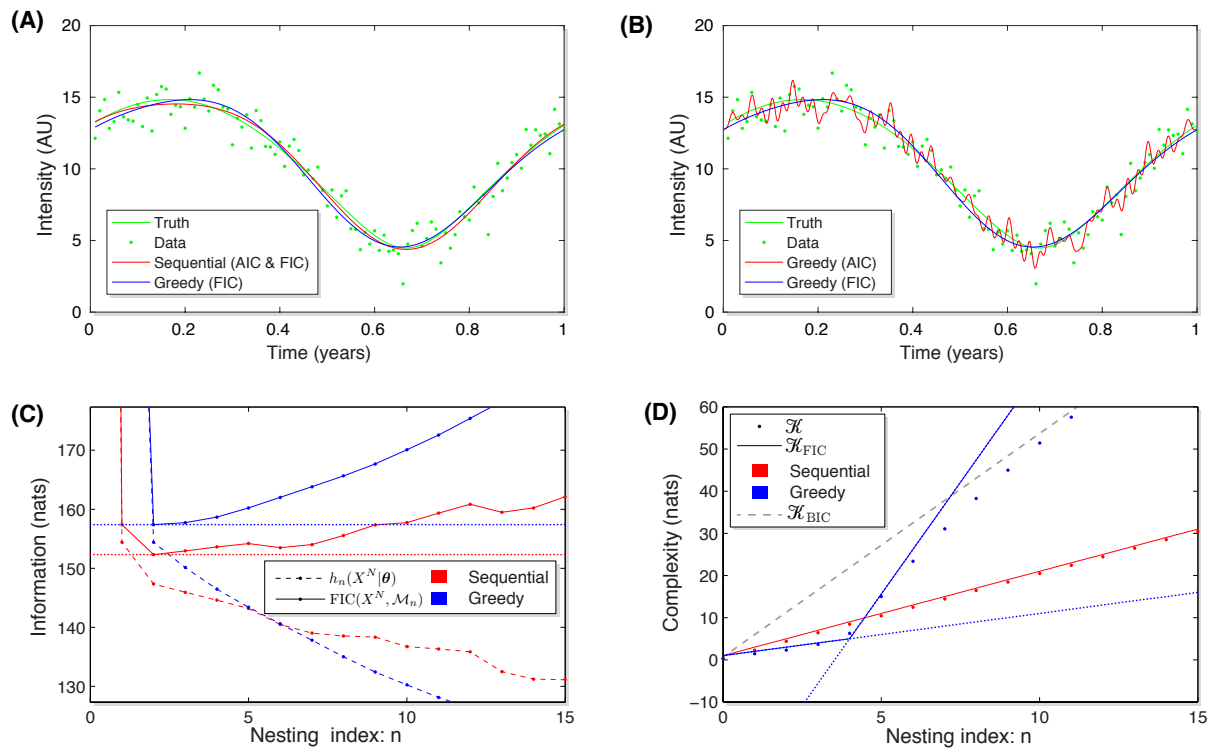 (A)
20
15
10
5
0
Intensity (AU)
Truth
Data
Sequential (AIC & FIC)
Greedy (FIC)
0 0.2 0.4 0.6 0.8 1
Time (years)
(B)
20
15
10
5
0
Intensity (AU)
Truth
Data
Greedy (AIC)
Greedy (FIC)
0 0.2 0.4 0.6 0.8 1
Time (years)
(C)
170
160
150
140
130
Information (nats)
h_n(X^N|θ) Sequential
FIC(X^N, ℳ_n) Greedy
0 5 10 15
Nesting index: n
(D)
60
50
40
30
20
10
0
−10
Complexity (nats)
𝒦
𝒦_FIC
Sequential
Greedy
𝒦_BIC
0 5 10 15
Nesting index: n